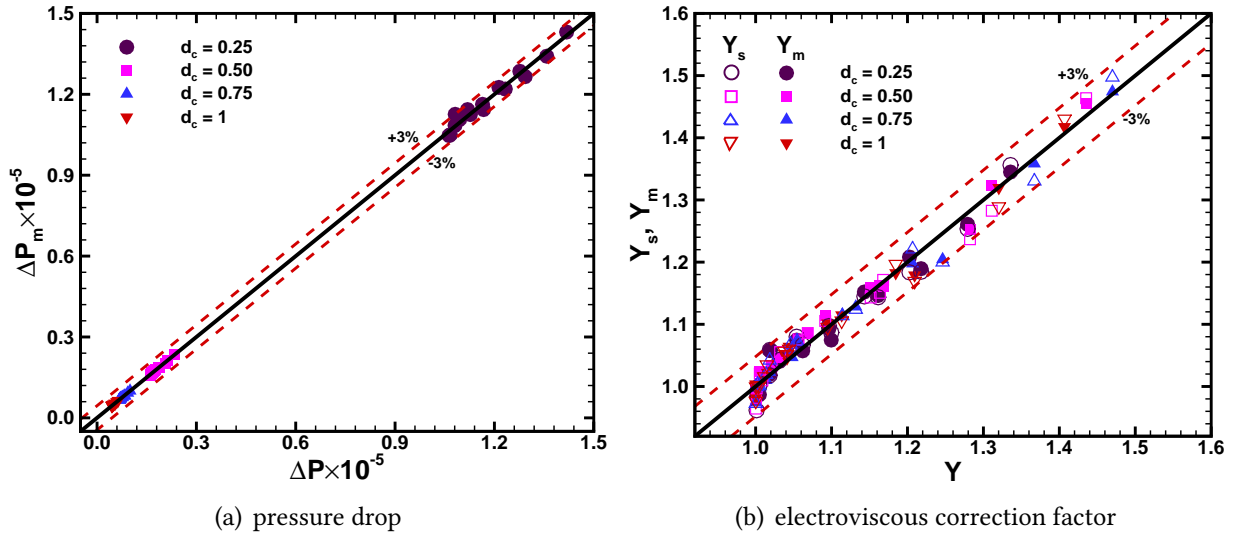 d_c = 0.25
d_c = 0.50
d_c = 0.75
d_c = 1
+3%
-3%
ΔP_m×10^-5
1.5
1.2
0.9
0.6
0.3
0.0
0.0 0.3 0.6 0.9 1.2 1.5
ΔP×10^-5
(a) pressure drop
Y_s Y_m
d_c = 0.25
d_c = 0.50
d_c = 0.75
d_c = 1
+3%
-3%
Y_s, Y_m
1.6
1.5
1.4
1.3
1.2
1.1
1.0
1.0 1.1 1.2 1.3 1.4 1.5 1.6
Y
(b) electroviscous correction factor